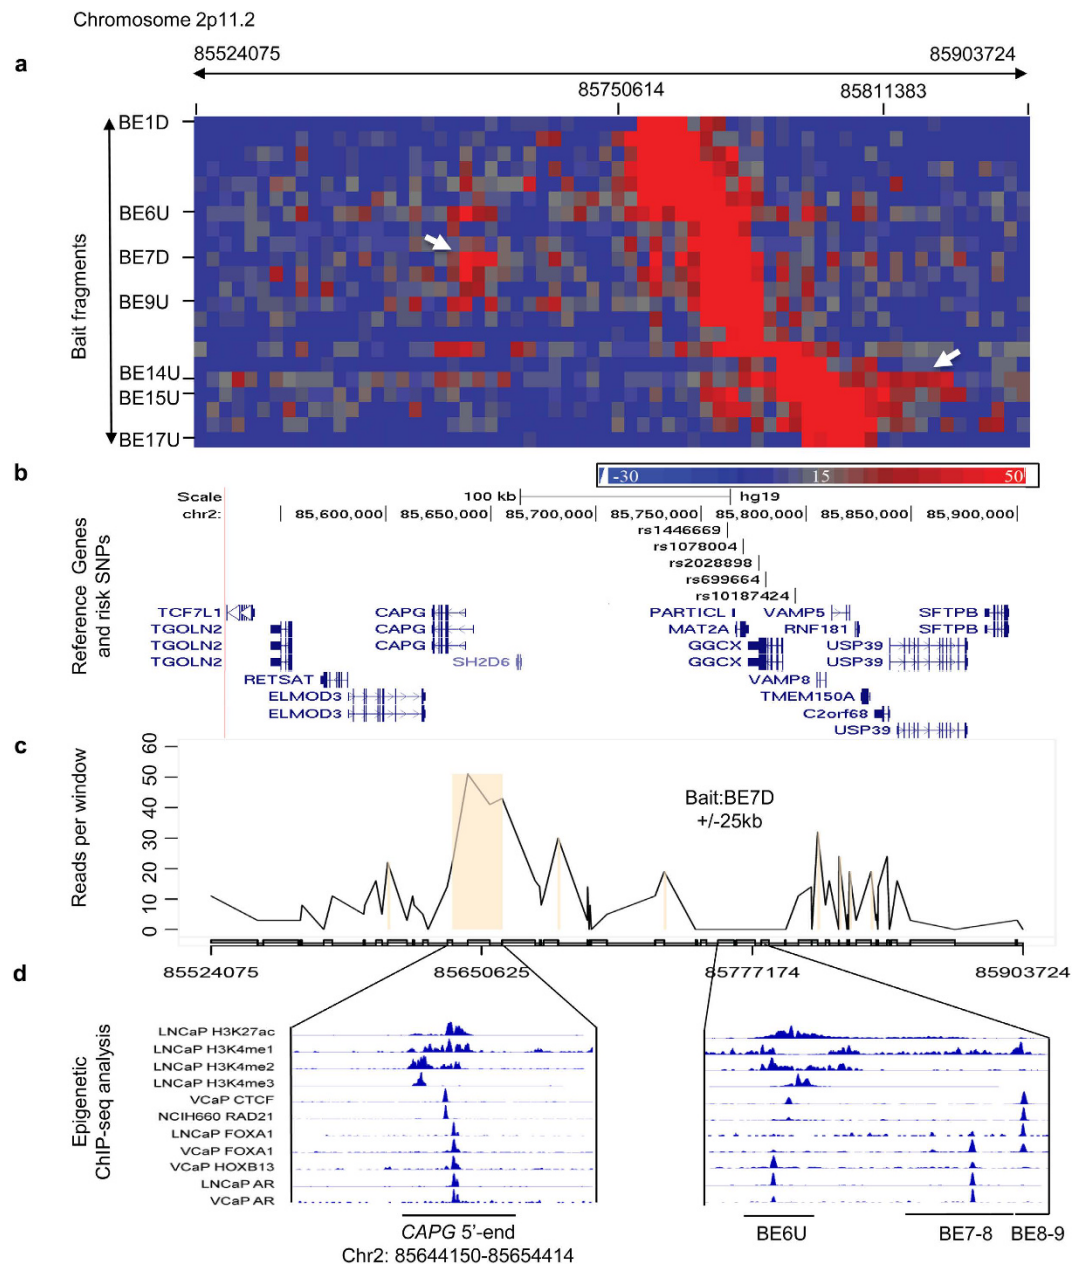 Chromosome 2p11.2
a
85524075 85903724
85750614 85811383
Bait fragments
BE1D
BE6U
BE7D
BE9U
BE14U
BE15U
BE17U
b
-30 15 50
Reference Genes
and risk SNPs
Scale 100 kb hg19
chr2: 85,600,000 85,650,000 85,700,000 85,750,000 85,800,000 85,850,000 85,900,000
rs1446669
rs1078004
rs2028898
rs699664
rs10187424
TCF7L1 CAPG PARTICL VAMP5 SFTPB
TGOLN2 CAPG MAT2A RNF181 SFTPB
TGOLN2 CAPG GGCX USP39
TGOLN2 SH2D6 GGCX USP39
RETSAT VAMP8
ELMOD3 TMEM150A
ELMOD3 C2orf68
USP39
c
Reads per window
60
50
40
30
20
10
0
Bait:BE7D
+/-25kb
85524075 85650625 85777174 85903724
d
Epigenetic
ChIP-seq analysis
LNCaP H3K27ac
LNCaP H3K4me1
LNCaP H3K4me2
LNCaP H3K4me3
VCaP CTCF
NCIH660 RAD21
LNCaP FOXA1
VCaP FOXA1
VCaP HOXB13
LNCaP AR
VCaP AR
CAPG 5'-end BE6U BE7-8 BE8-9
Chr2: 85644150-85654414